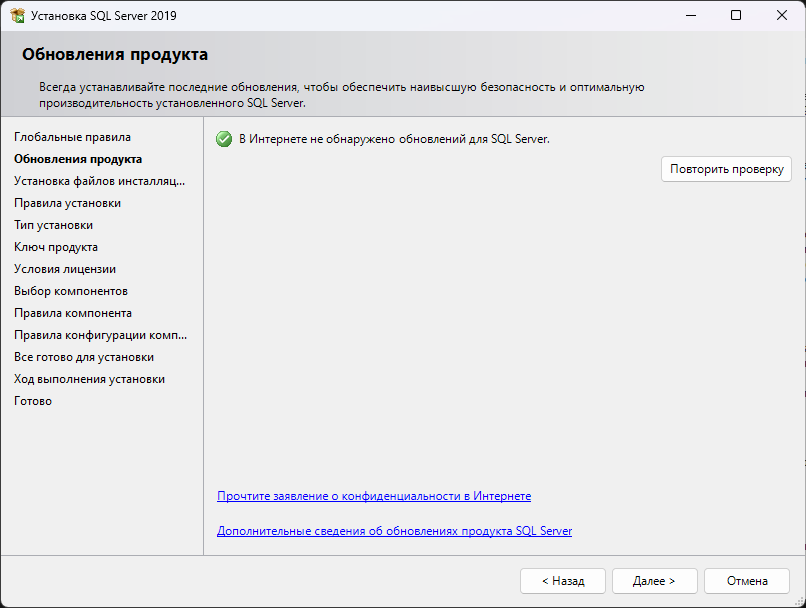 Установка SQL Server 2019
Обновления продукта
Всегда устанавливайте последние обновления, чтобы обеспечить наивысшую безопасность и оптимальную
производительность установленного SQL Server.
Глобальные правила
Обновления продукта
Установка файлов инсталляц...
Правила установки
Тип установки
Ключ продукта
Условия лицензии
Выбор компонентов
Правила компонента
Правила конфигурации комп...
Все готово для установки
Ход выполнения установки
Готово
В Интернете не обнаружено обновлений для SQL Server.
Повторить проверку
Прочтите заявление о конфиденциальности в Интернете
Дополнительные сведения об обновлениях продукта SQL Server
< Назад
Далее >
Отмена